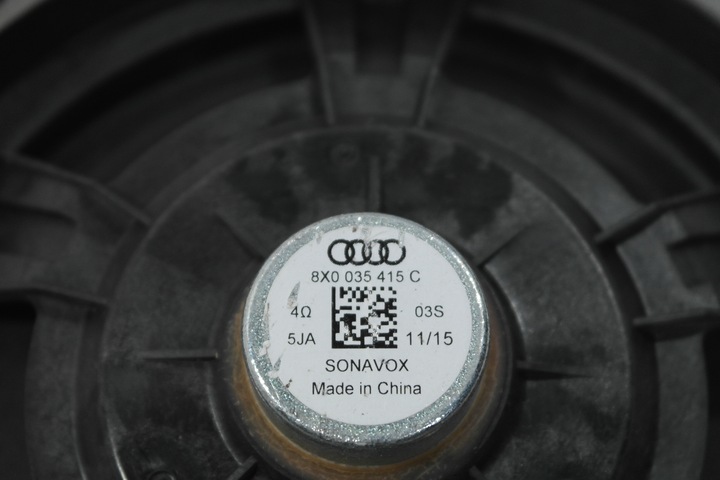 8X0 035 415 C
4Ω 03S
5JA 11/15
SONAVOX
Made in China